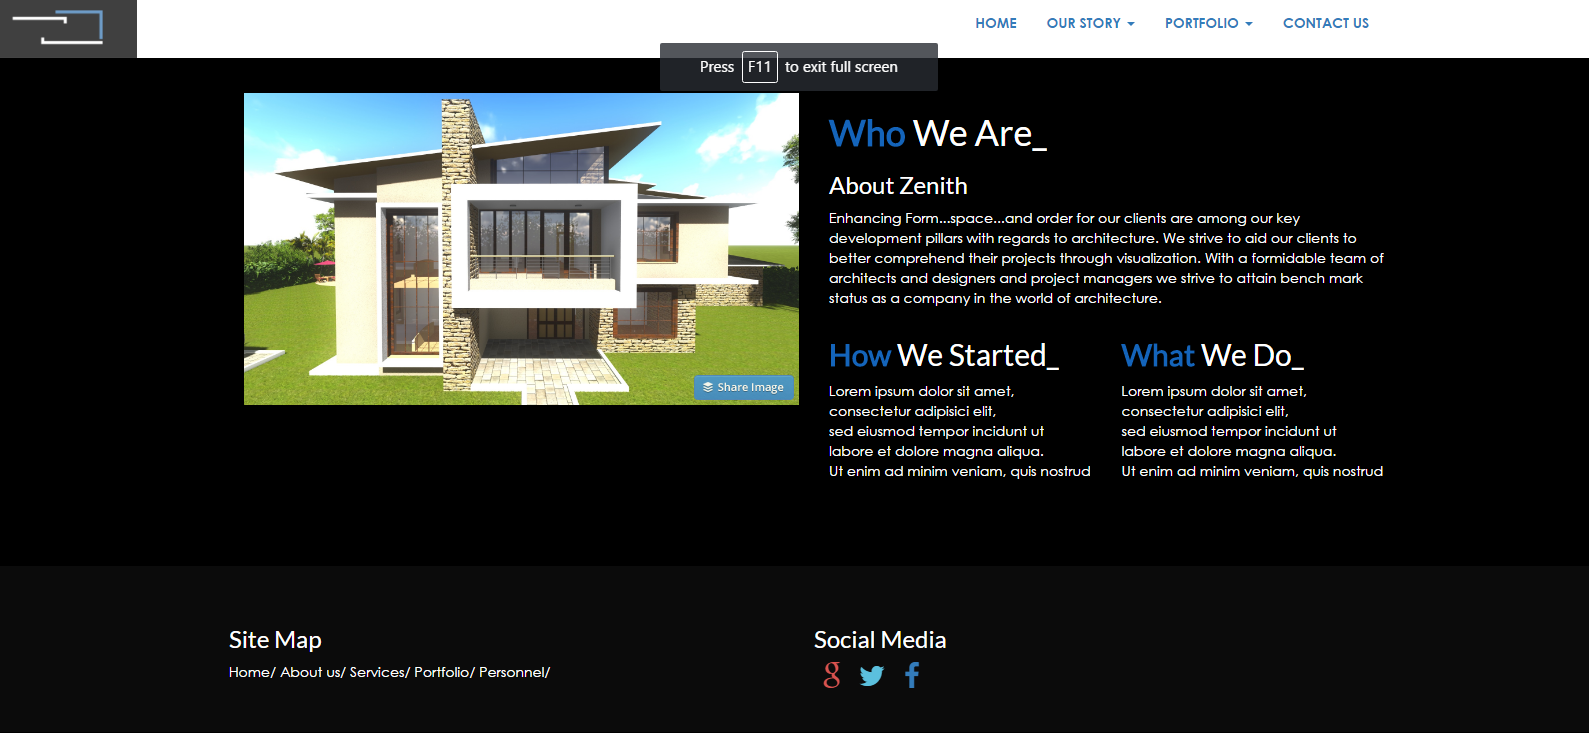 HOME OUR STORY PORTFOLIO CONTACT US
Press F11 to exit full screen
Who We Are_
About Zenith
Enhancing Form...space...and order for our clients are among our key
development pillars with regards to architecture. We strive to aid our clients to
better comprehend their projects through visualization. With a formidable team of
architects and designers and project managers we strive to attain bench mark
status as a company in the world of architecture.
Share Image
How We Started_
Lorem ipsum dolor sit amet,
consectetur adipisici elit,
sed eiusmod tempor incidunt ut
labore et dolore magna aliqua.
Ut enim ad minim veniam, quis nostrud
What We Do_
Lorem ipsum dolor sit amet,
consectetur adipisici elit,
sed eiusmod tempor incidunt ut
labore et dolore magna aliqua.
Ut enim ad minim veniam, quis nostrud
Site Map
Home/ About us/ Services/ Portfolio/ Personnel/
Social Media